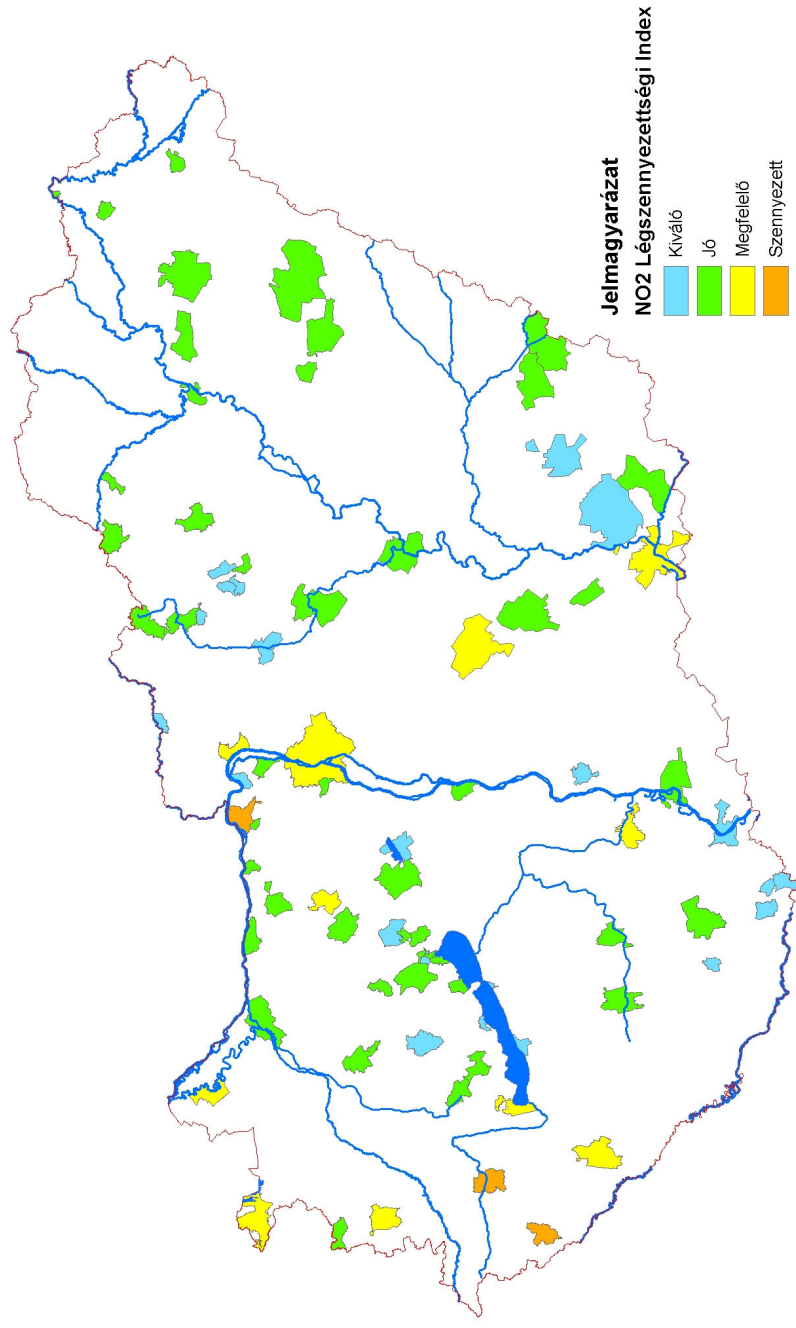 Jelmagyarázat
NO2 Légszennyezettségi Index
Kiváló
Jó
Megfelelő
Szennyezett